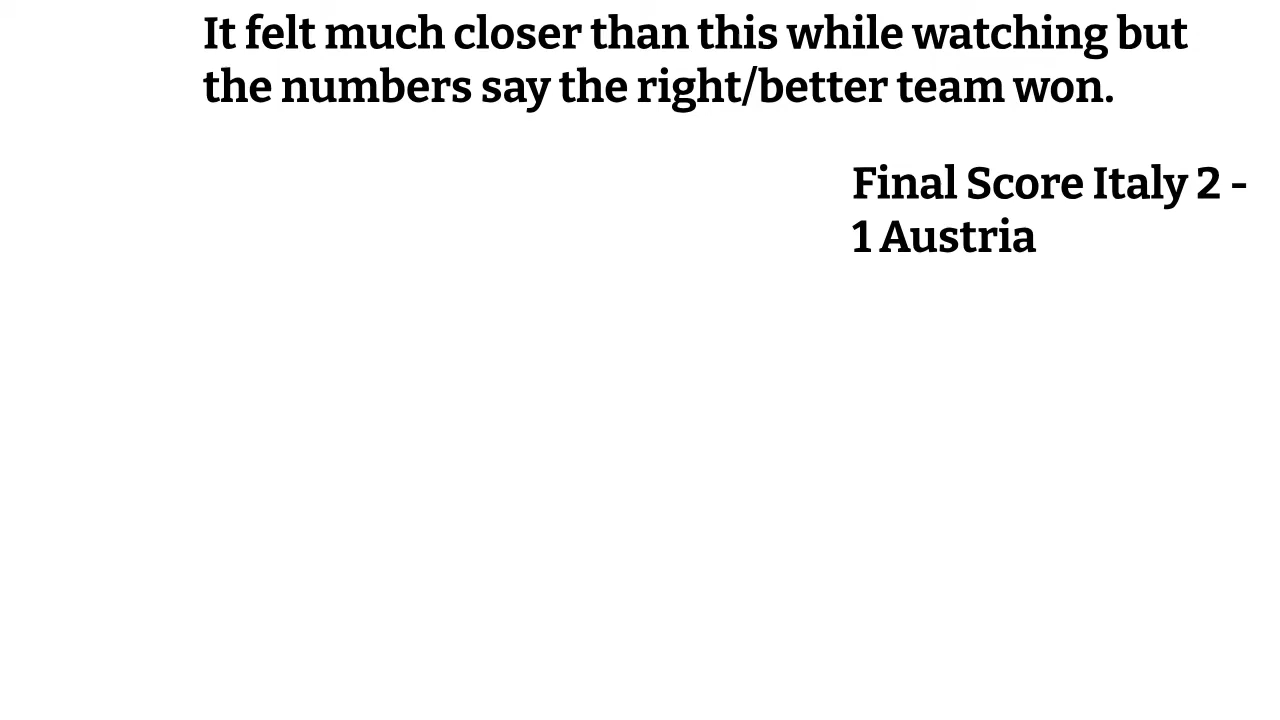 It felt much closer than this while watching but
the numbers say the right/better team won.
Final Score Italy 2 -
1 Austria